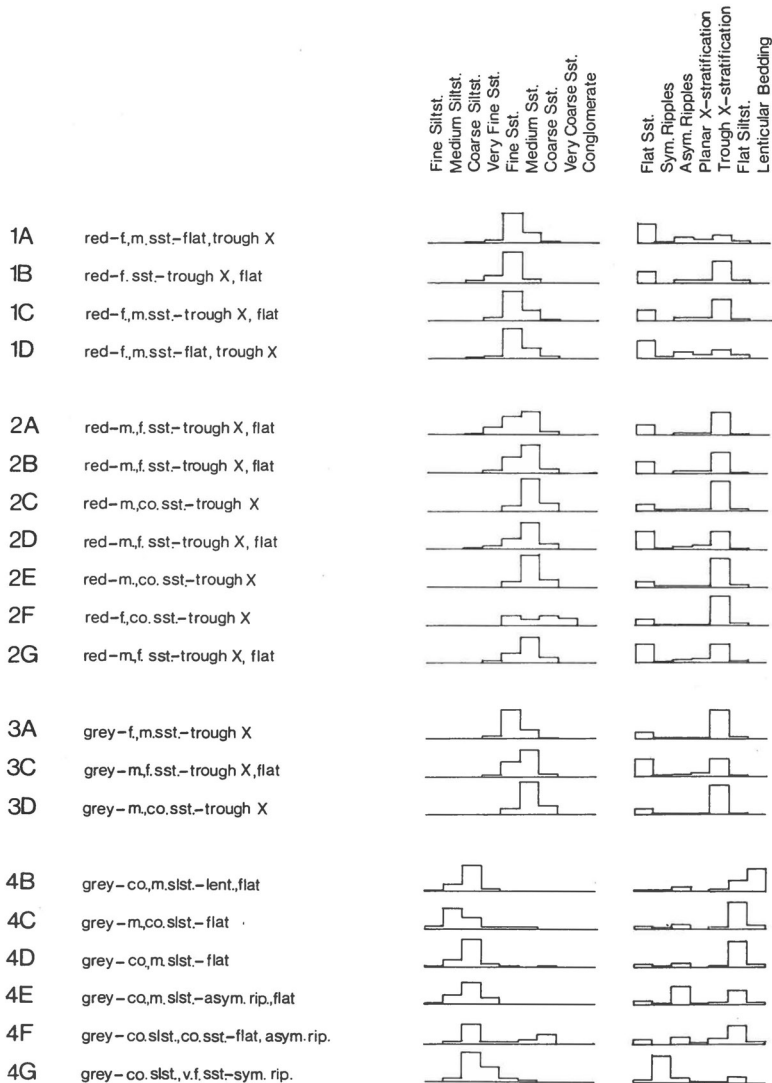 Fine Siltst.
Medium Siltst.
Coarse Siltst.
Very Fine Sst.
Fine Sst.
Medium Sst.
Coarse Sst.
Very Coarse Sst.
Conglomerate
Flat Sst.
Sym. Ripples
Asym. Ripples
Planar X-stratification
Trough X-stratification
Flat Siltst.
Lenticular Bedding
1A red-f.,m.sst.-flat,trough X
1B red-f. sst.-trough X, flat
1C red-f.,m.sst.-trough X, flat
1D red-f.,m.sst.-flat, trough X
2A red-m.,f. sst.-trough X, flat
2B red-m.,f. sst.-trough X, flat
2C red-m.,co. sst.-trough X
2D red-m.,f. sst.-trough X, flat
2E red-m., co. sst.-trough X
2F red-f.,co.sst.-trough X
2G red-m.,f. sst.-trough X, flat
3A grey-f.,m.sst.-trough X
3C grey-m.,f.sst.-trough X,flat
3D grey-m.,co.sst.-trough X
4B grey-co.,m.slst.-lent.,flat
4C grey-m.,co.slst.-flat
4D grey-co.,m.slst.-flat
4E grey-co.,m.slst.-asym. rip.,flat
4F grey-co.slst.,co.sst.-flat, asym.rip.
4G grey-co. slst., v.f. sst.-sym. rip.